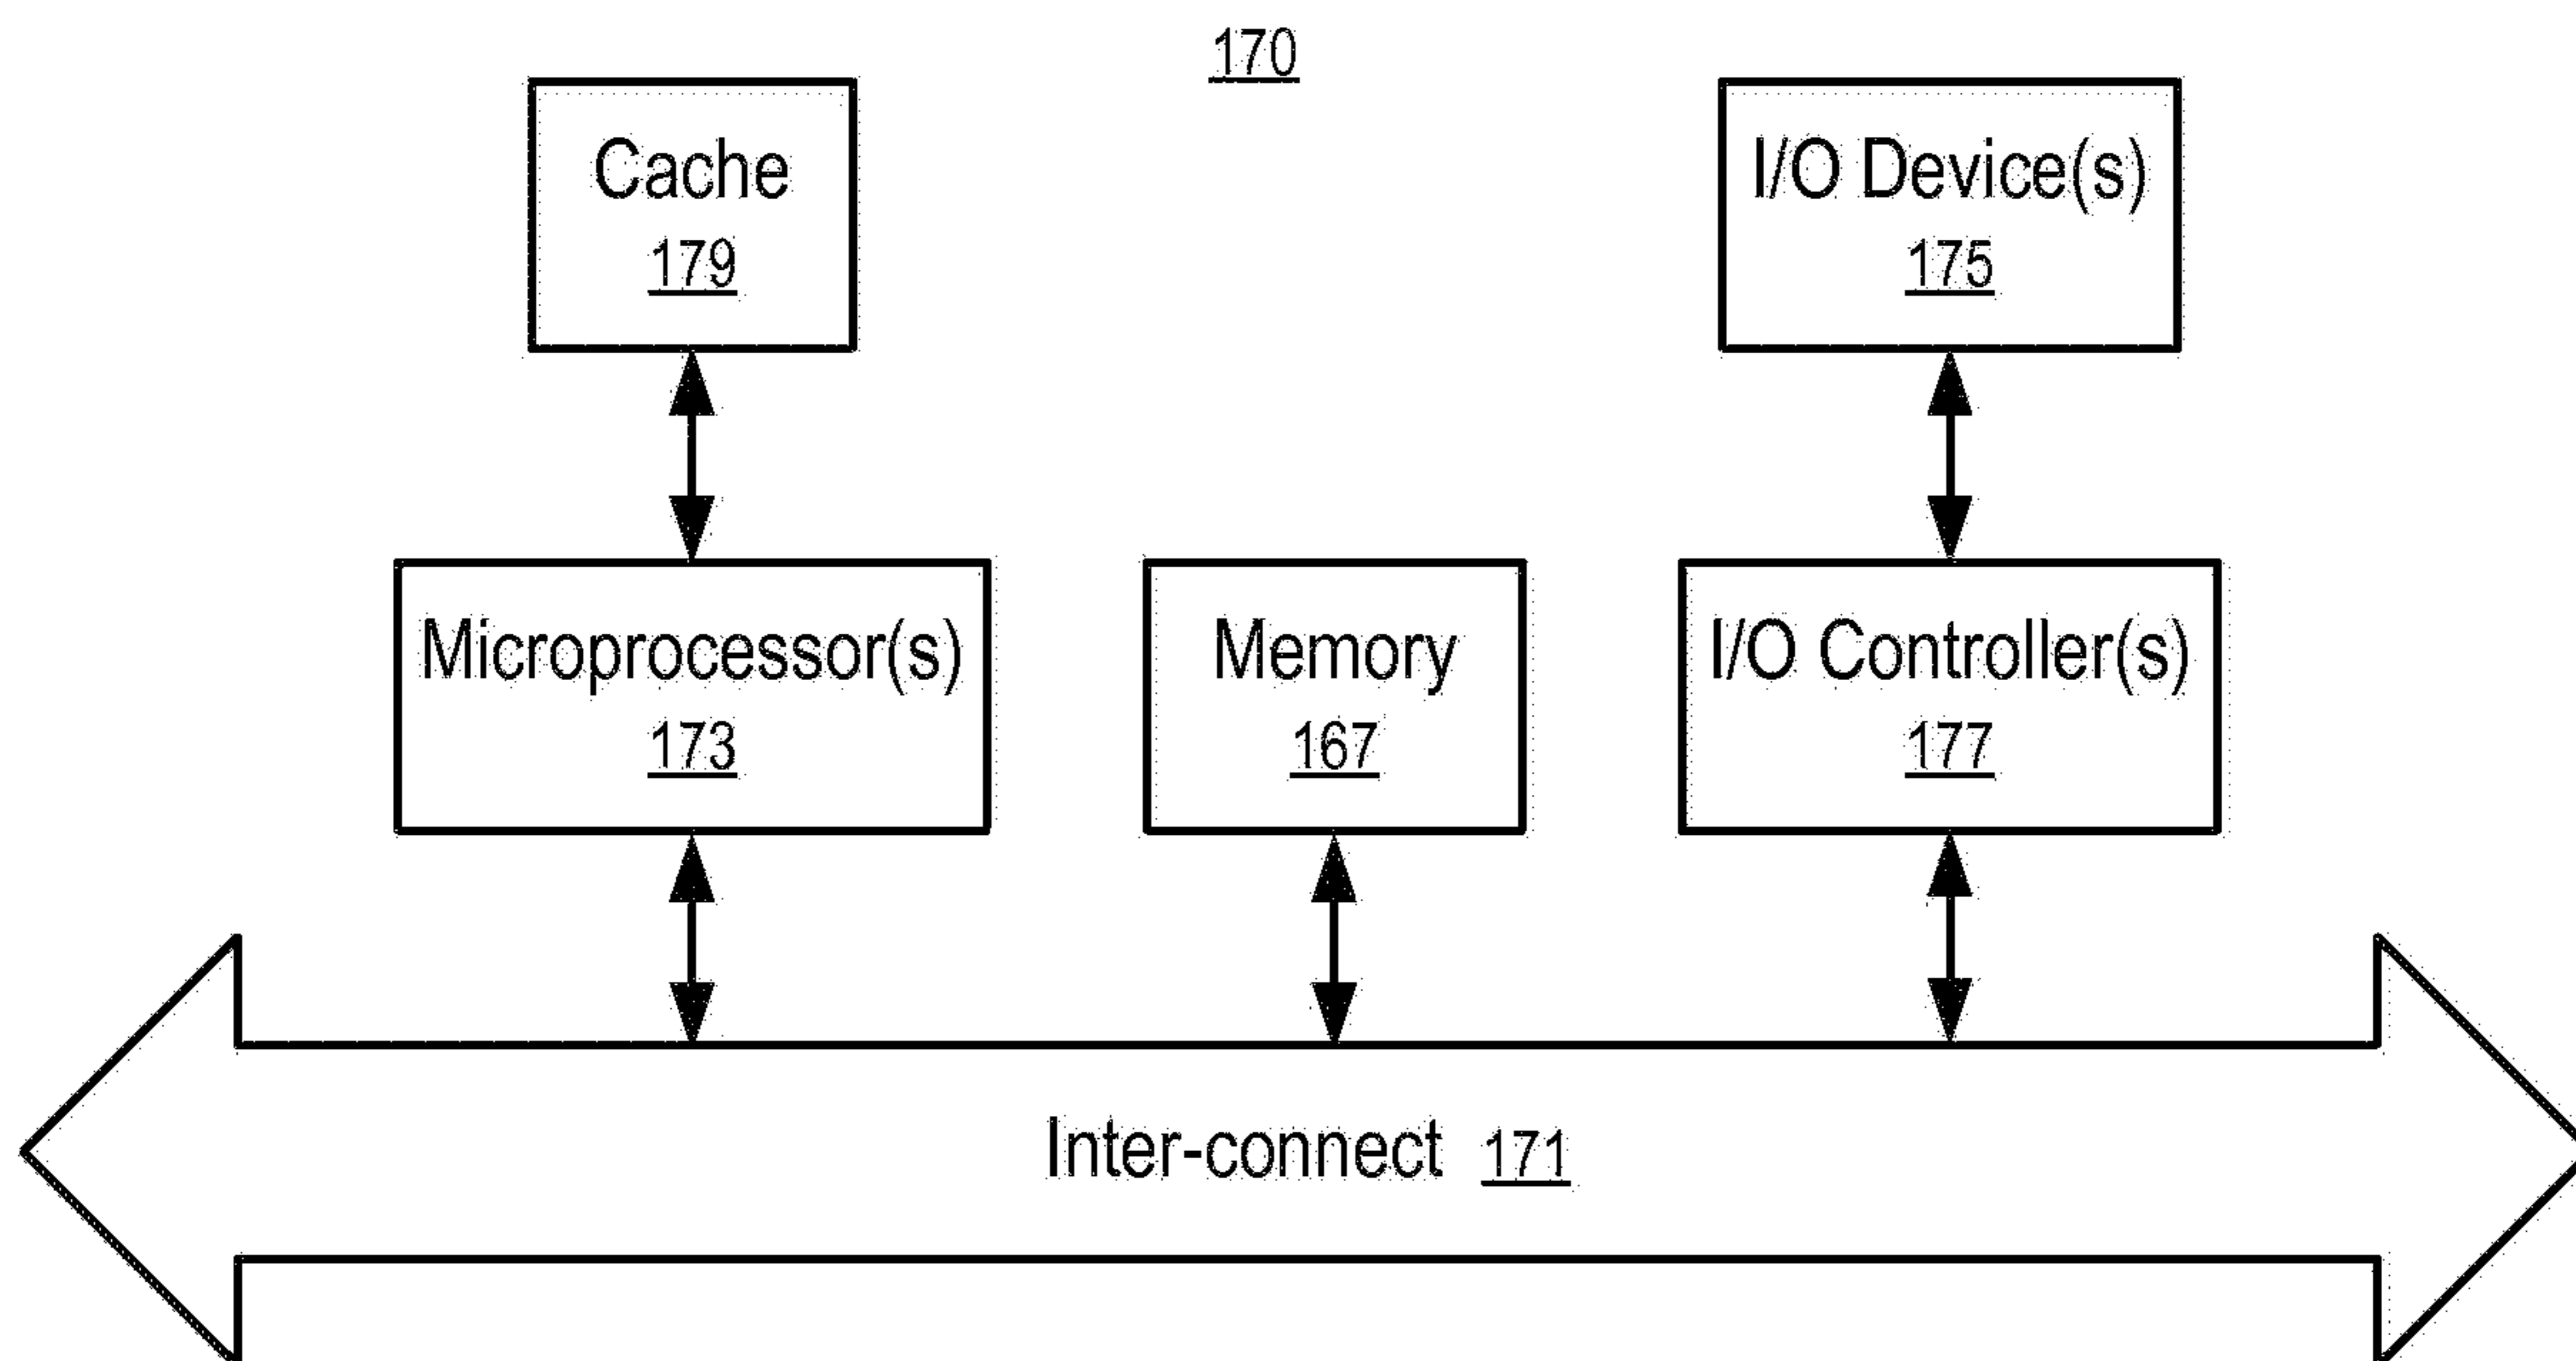 170
Cache
179
I/O Device(s)
175
Microprocessor(s)
173
Memory
167
I/O Controller(s)
177
Inter-connect 171